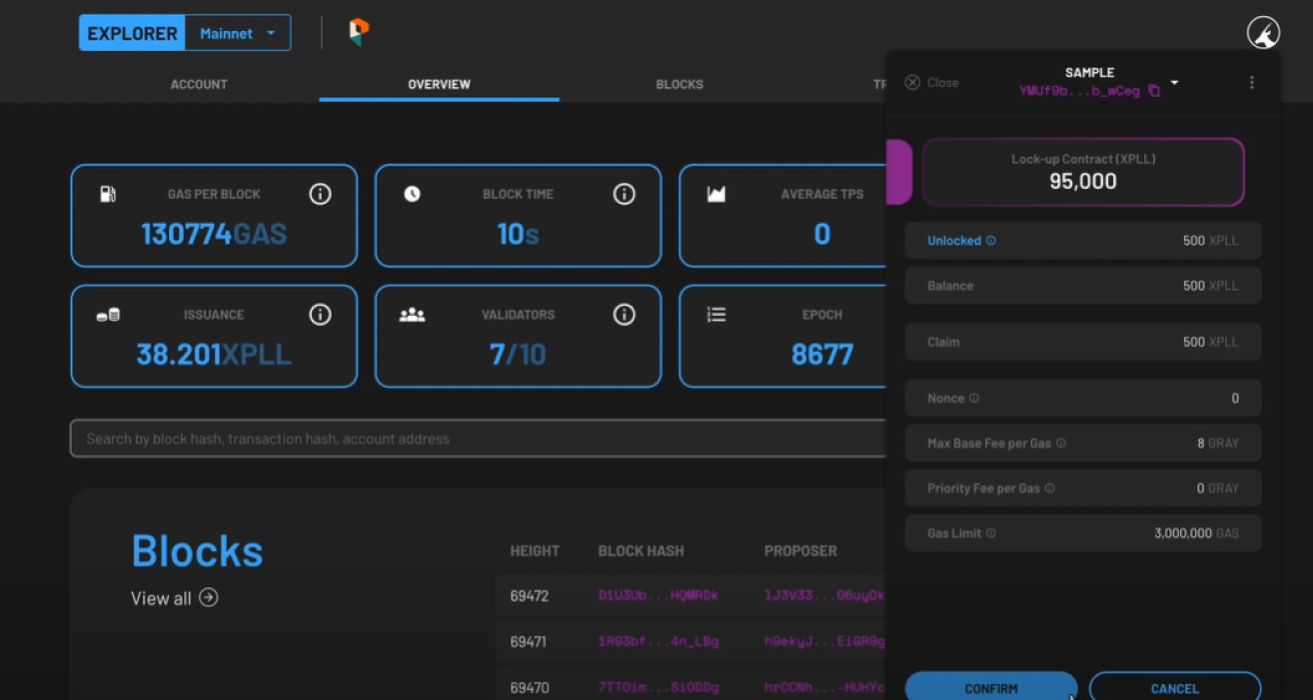 EXPLORER Mainnet
ACCOUNT OVERVIEW BLOCKS TR
Close
SAMPLE
YMUf9b...b_wCeg
GAS PER BLOCK
130774GAS
BLOCK TIME
10s
AVERAGE TPS
0
ISSUANCE
38.201XPLL
VALIDATORS
7/10
EPOCH
8677
Search by block hash, transaction hash, account address
Blocks
View all
HEIGHT BLOCK HASH PROPOSER
69472 D1U3Ub...HQMRDk lJ3V33...06uyOk
69471 1R93bf...4n_LBg h9ekyJ...EiGR9g
69470 7TTOim...SiODDg hrCCNh...-HUHYc
Lock-up Contract (XPLL)
95,000
Unlocked 500 XPLL
Balance 500 XPLL
Claim 500 XPLL
Nonce 0
Max Base Fee per Gas 8 GRAY
Priority Fee per Gas 0 GRAY
Gas Limit 3,000,000 GAS
CONFIRM CANCEL